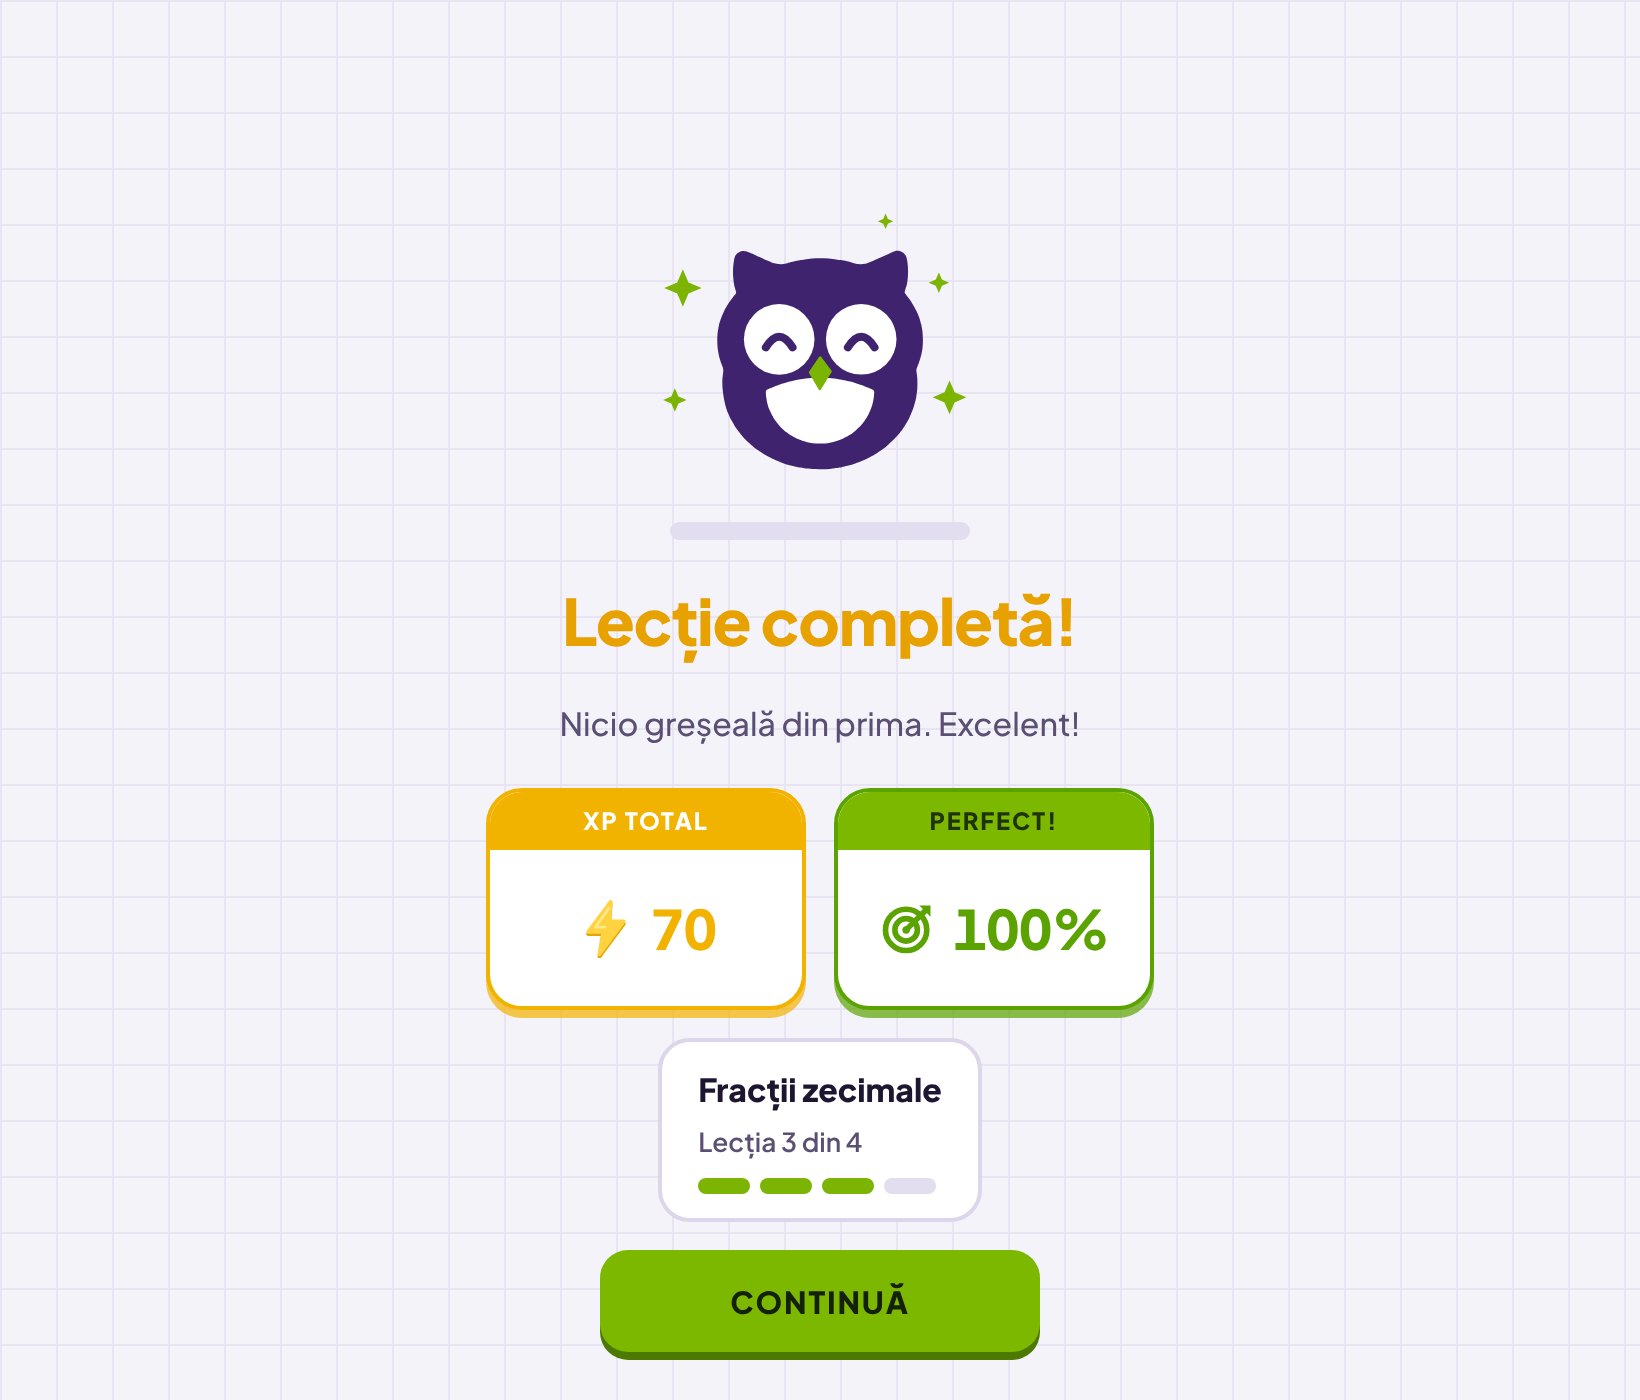 Lecție completă!
Nicio greșeală din prima. Excelent!
XP TOTAL
70
PERFECT!
100%
Fracții zecimale
Lecția 3 din 4
CONTINUĂ